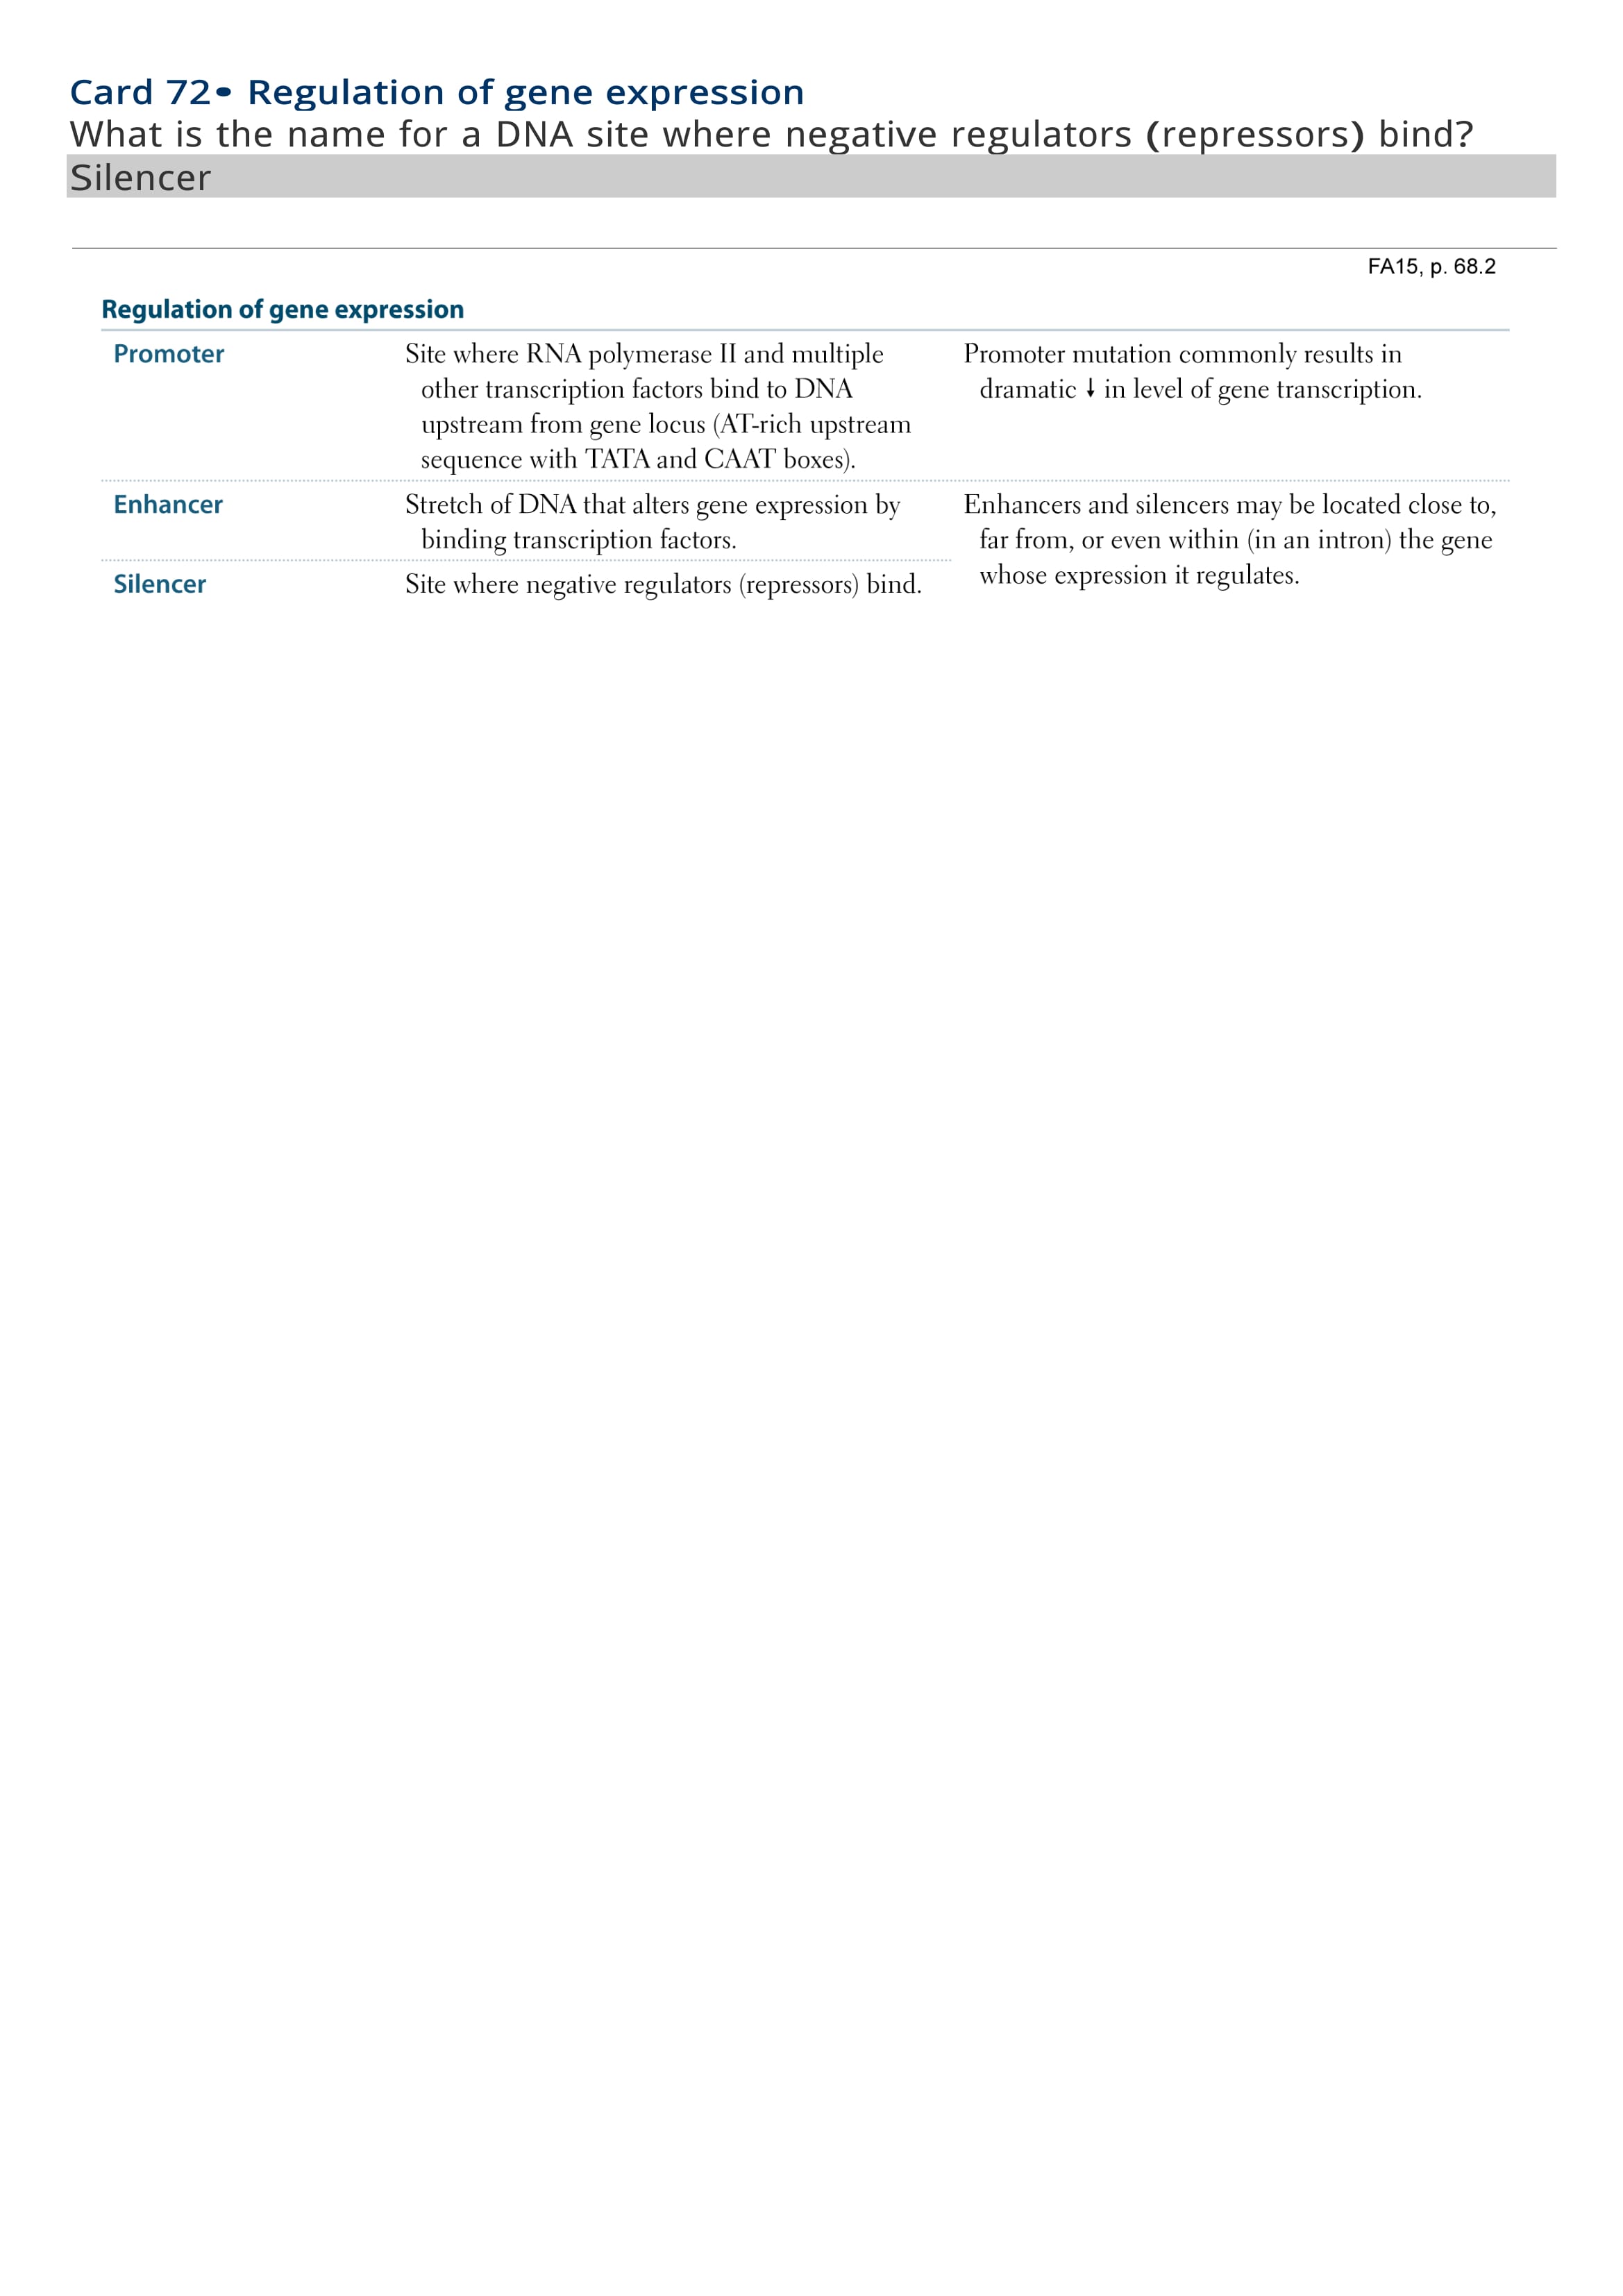 Card 72• Regulation of gene expression
What is the name for a DNA site where negative regulators (repressors) bind?
Silencer
FA15, p. 68.2
Regulation of gene expression
Promoter
Site where RNA polymerase II and multiple
other transcription factors bind to DNA
upstream from gene locus (AT-rich upstream
sequence with TATA and CAAT boxes).
Promoter mutation commonly results in
dramatic ↓ in level of gene transcription.
Enhancer
Stretch of DNA that alters gene expression by
binding transcription factors.
Enhancers and silencers may be located close to,
far from, or even within (in an intron) the gene
whose expression it regulates.
Silencer
Site where negative regulators (repressors) bind.